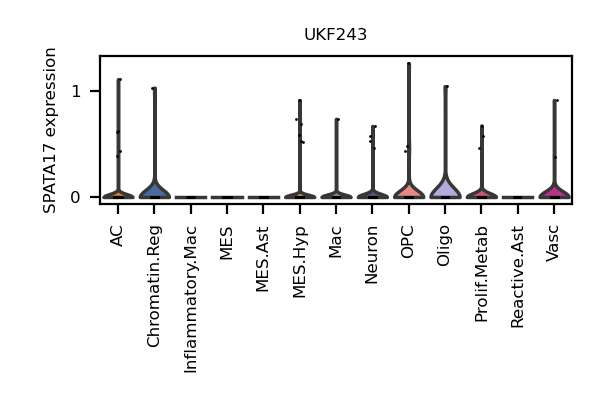 UKF243
SPATA17 expression
1
0
AC
Chromatin.Reg
Inflammatory.Mac
MES
MES.Ast
MES.Hyp
Mac
Neuron
OPC
Oligo
Prolif.Metab
Reactive.Ast
Vasc